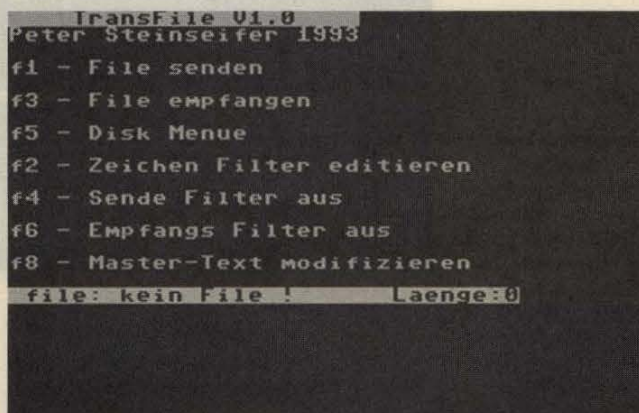 TransFile V1.0
Peter Steinseifer 1993
f1 - File senden
f3 - File empfangen
f5 - Disk Menue
f2 - Zeichen Filter editieren
f4 - Sende Filter aus
f6 - Empfangs Filter aus
f8 - Master-Text modifizieren
file: kein File ! Laenge:0